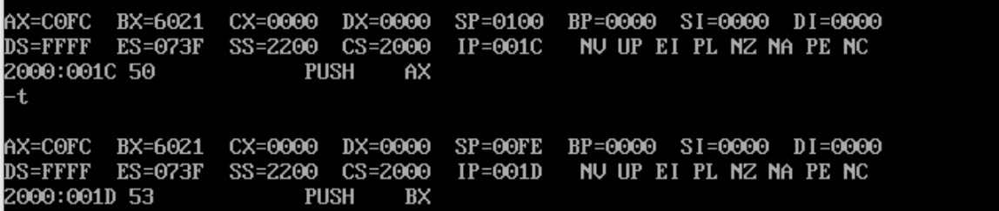 AX=C0FC  BX=6021  CX=0000  DX=0000  SP=0100  BP=0000  SI=0000  DI=0000
DS=FFFF  ES=073F  SS=2200  CS=2000  IP=001C   NV UP EI PL NZ NA PE NC
2000:001C 50            PUSH    AX
-t
AX=C0FC  BX=6021  CX=0000  DX=0000  SP=00FE  BP=0000  SI=0000  DI=0000
DS=FFFF  ES=073F  SS=2200  CS=2000  IP=001D   NV UP EI PL NZ NA PE NC
2000:001D 53            PUSH    BX